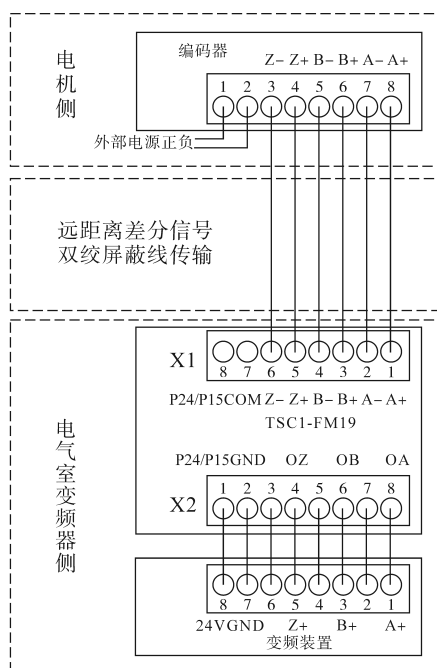 电机侧
编码器
Z- Z+ B- B+ A- A+
1 2 3 4 5 6 7 8
外部电源正负
远距离差分信号
双绞屏蔽线传输
电气室变频器侧
X1
8 7 6 5 4 3 2 1
P24/P15COM Z- Z+ B- B+ A- A+
TSC1-FM19
P24/P15GND OZ OB OA
X2
1 2 3 4 5 6 7 8
8 7 6 5 4 3 2 1
24VGND Z+ B+ A+
变频装置